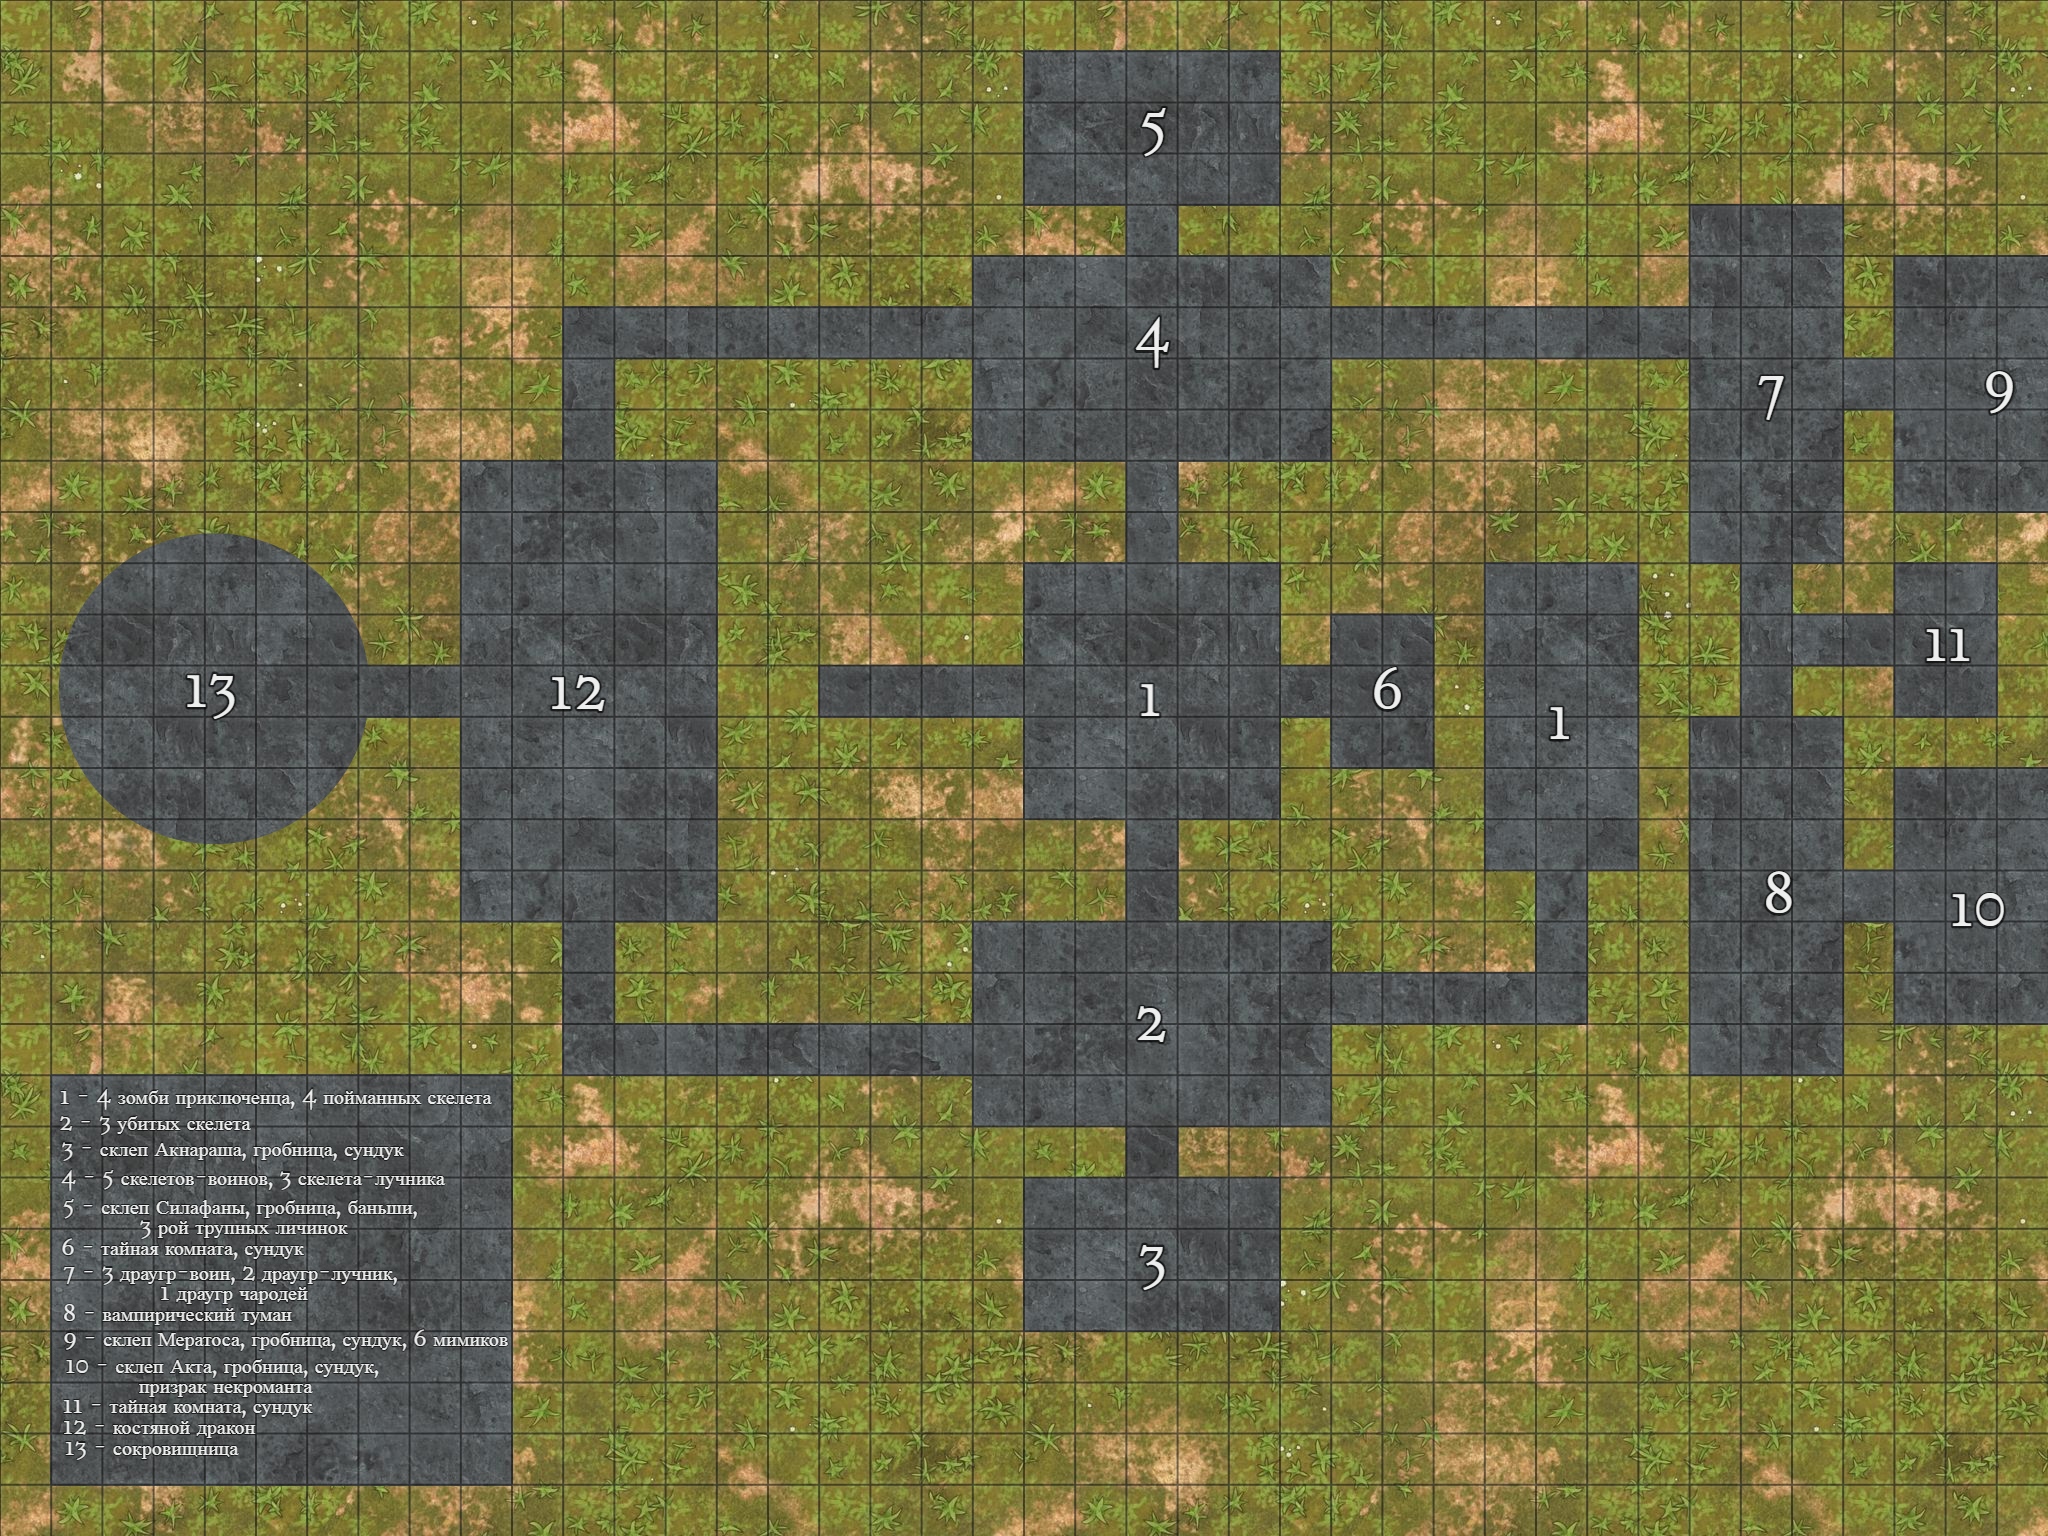 5
4
7
9
11
13
12
1
6
1
8
10
2
3
1 - 4 зомби приключенца, 4 пойманных скелета
2 - 3 убитых скелета
3 - склеп Акнараша, гробница, сундук
4 - 5 скелетов-воинов, 3 скелета-лучника
5 - склеп Силафаны, гробница, баньши,
3 рой трупных личинок
6 - тайная комната, сундук
7 - 3 драугр-воин, 2 драугр-лучник,
1 драугр чародей
8 - вампирический туман
9 - склеп Мератоса, гробница, сундук, 6 мимиков
10 - склеп Акта, гробница, сундук,
призрак некроманта
11 - тайная комната, сундук
12 - костяной дракон
13 - сокровищница